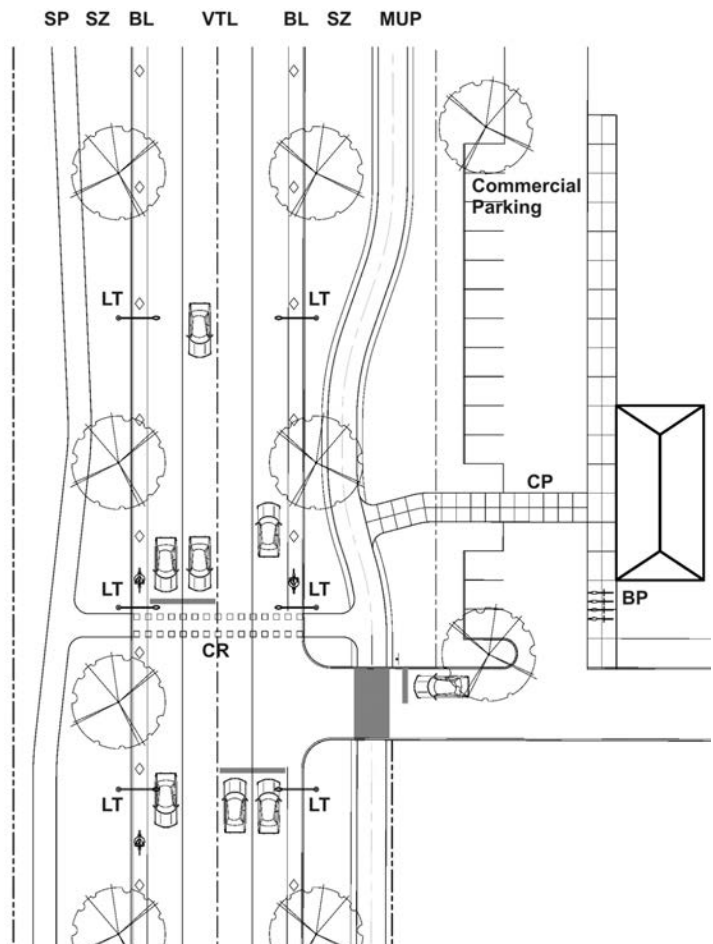 SP SZ BL VTL BL SZ MUP
Commercial
Parking
LT LT
CP
LT LT
BP
CR
LT LT